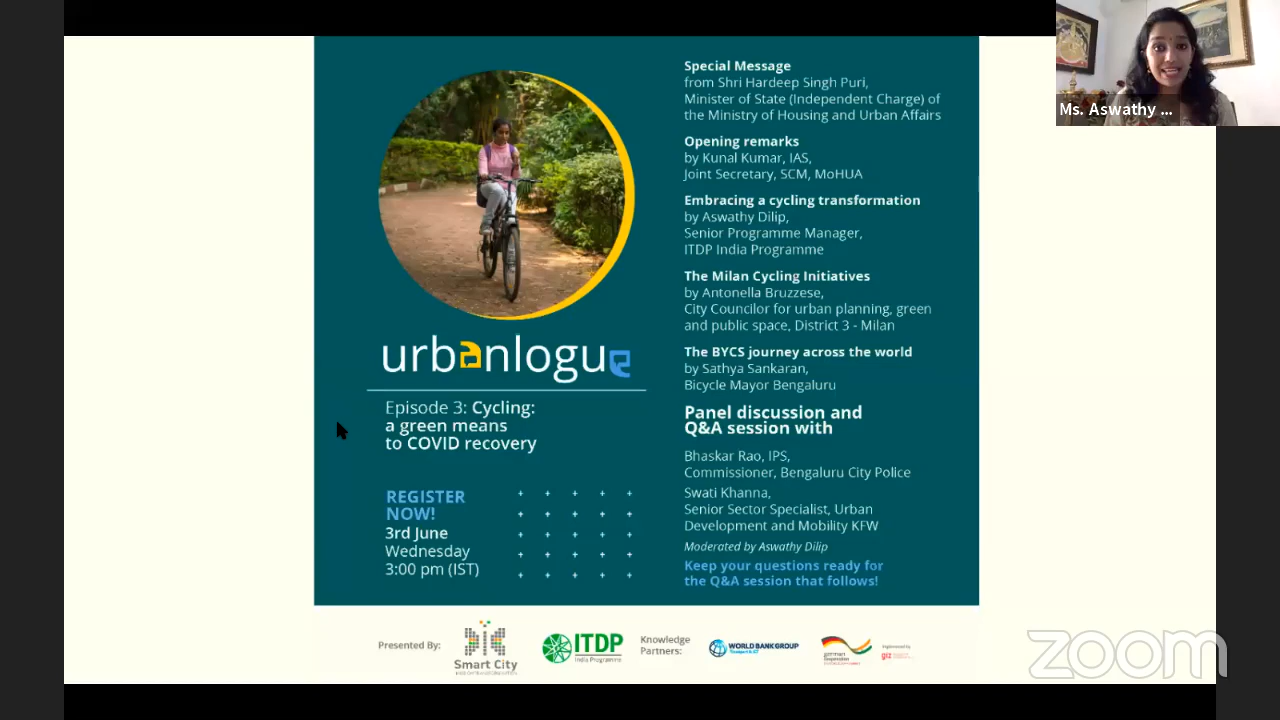 Ms. Aswathy ...
urbanlogue
Episode 3: Cycling:
a green means
to COVID recovery
REGISTER
NOW!
3rd June
Wednesday
3:00 pm (IST)
Special Message
from Shri Hardeep Singh Puri,
Minister of State (Independent Charge) of
the Ministry of Housing and Urban Affairs
Opening remarks
by Kunal Kumar, IAS,
Joint Secretary, SCM, MoHUA
Embracing a cycling transformation
by Aswathy Dilip,
Senior Programme Manager,
ITDP India Programme
The Milan Cycling Initiatives
by Antonella Bruzzese,
City Councilor for urban planning, green
and public space, District 3 - Milan
The BYCS journey across the world
by Sathya Sankaran,
Bicycle Mayor Bengaluru
Panel discussion and
Q&A session with
Bhaskar Rao, IPS,
Commissioner, Bengaluru City Police
Swati Khanna,
Senior Sector Specialist, Urban
Development and Mobility KFW
Moderated by Aswathy Dilip
Keep your questions ready for
the Q&A session that follows!
Presented By:
Smart City
ITDP
India Programme
Knowledge
Partners:
WORLD BANK GROUP
Transport & ICT
german
cooperation
Implemented by
giz
zoom